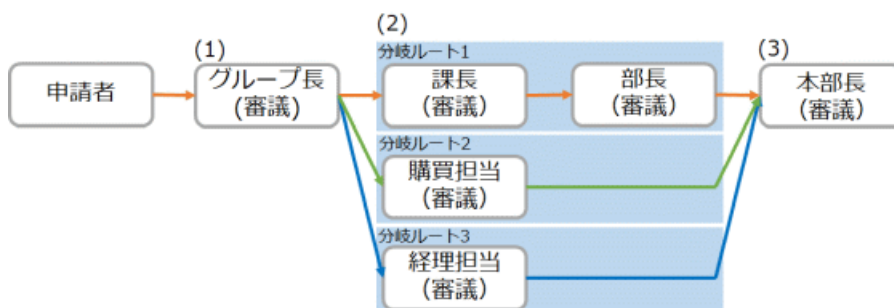 (1)
(2)
(3)
分岐ルート1
申請者
グループ長
(審議)
課長
(審議)
部長
(審議)
本部長
(審議)
分岐ルート2
購買担当
(審議)
分岐ルート3
経理担当
(審議)